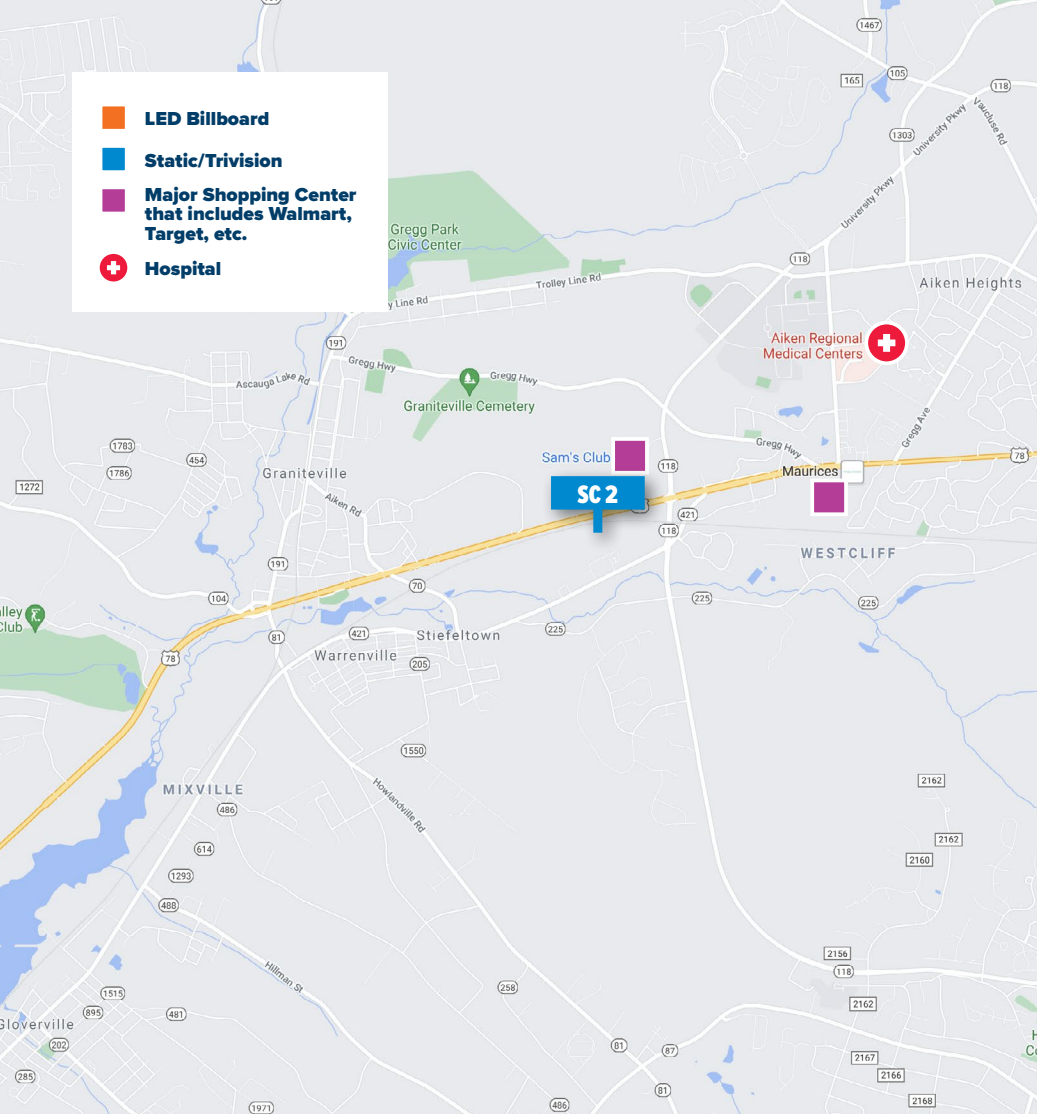 1467
165
105
118
LED Billboard
1303
University Pkwy
Vaucluse Rd
Static/Trivision
Major Shopping Center
that includes Walmart,
Target, etc.
University Pkwy
Gregg Park
Civic Center
Hospital
118
Trolley Line Rd
Aiken Heights
y Line Rd
191
Aiken Regional
Medical Centers
Gregg Hwy
Gregg Hwy
Ascauga Lake Rd
Graniteville Cemetery
Gregg Ave
1783
Gregg Hwy
454
Sam's Club
78
1786
Graniteville
118
Maurices
1272
SC 2
Aiken Rd
421
118
WESTCLIFF
191
70
104
225
225
lley
Club
81
421
Stiefeltown
225
78
Warrenville
205
1550
MIXVILLE
2162
486
Howlandville Rd
2162
614
2160
1293
488
2156
118
Hillman St
258
1515
2162
895
481
Gloverville
202
81
87
H
Co
2167
285
2166
81
2168
486
1971